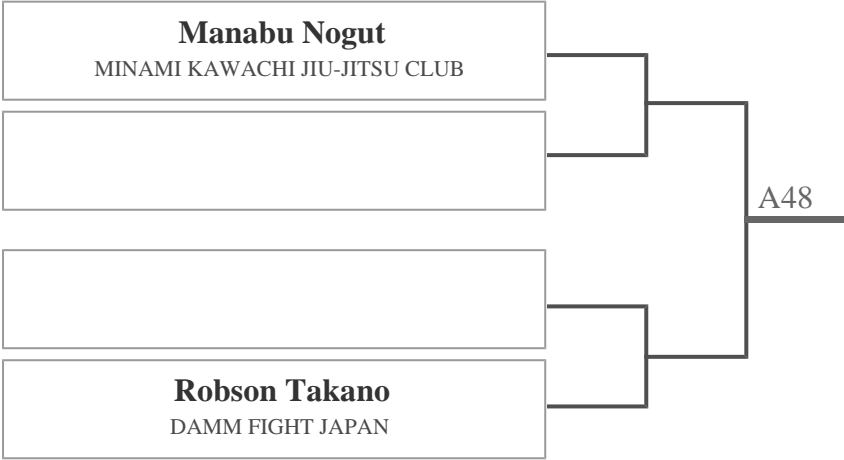 Manabu Nogut
MINAMI KAWACHI JIU-JITSU CLUB
A48
Robson Takano
DAMM FIGHT JAPAN